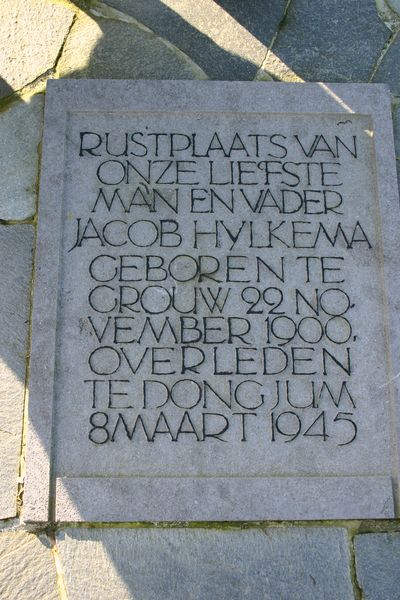 RUSTPLAATS VAN
ONZE LIEFSTE
MAN EN VADER
JACOB HYLKEMA
GEBOREN TE
GROUW 22 NO-
VEMBER 1900,
OVERLEDEN
TE DONGJUM
8 MAART 1945